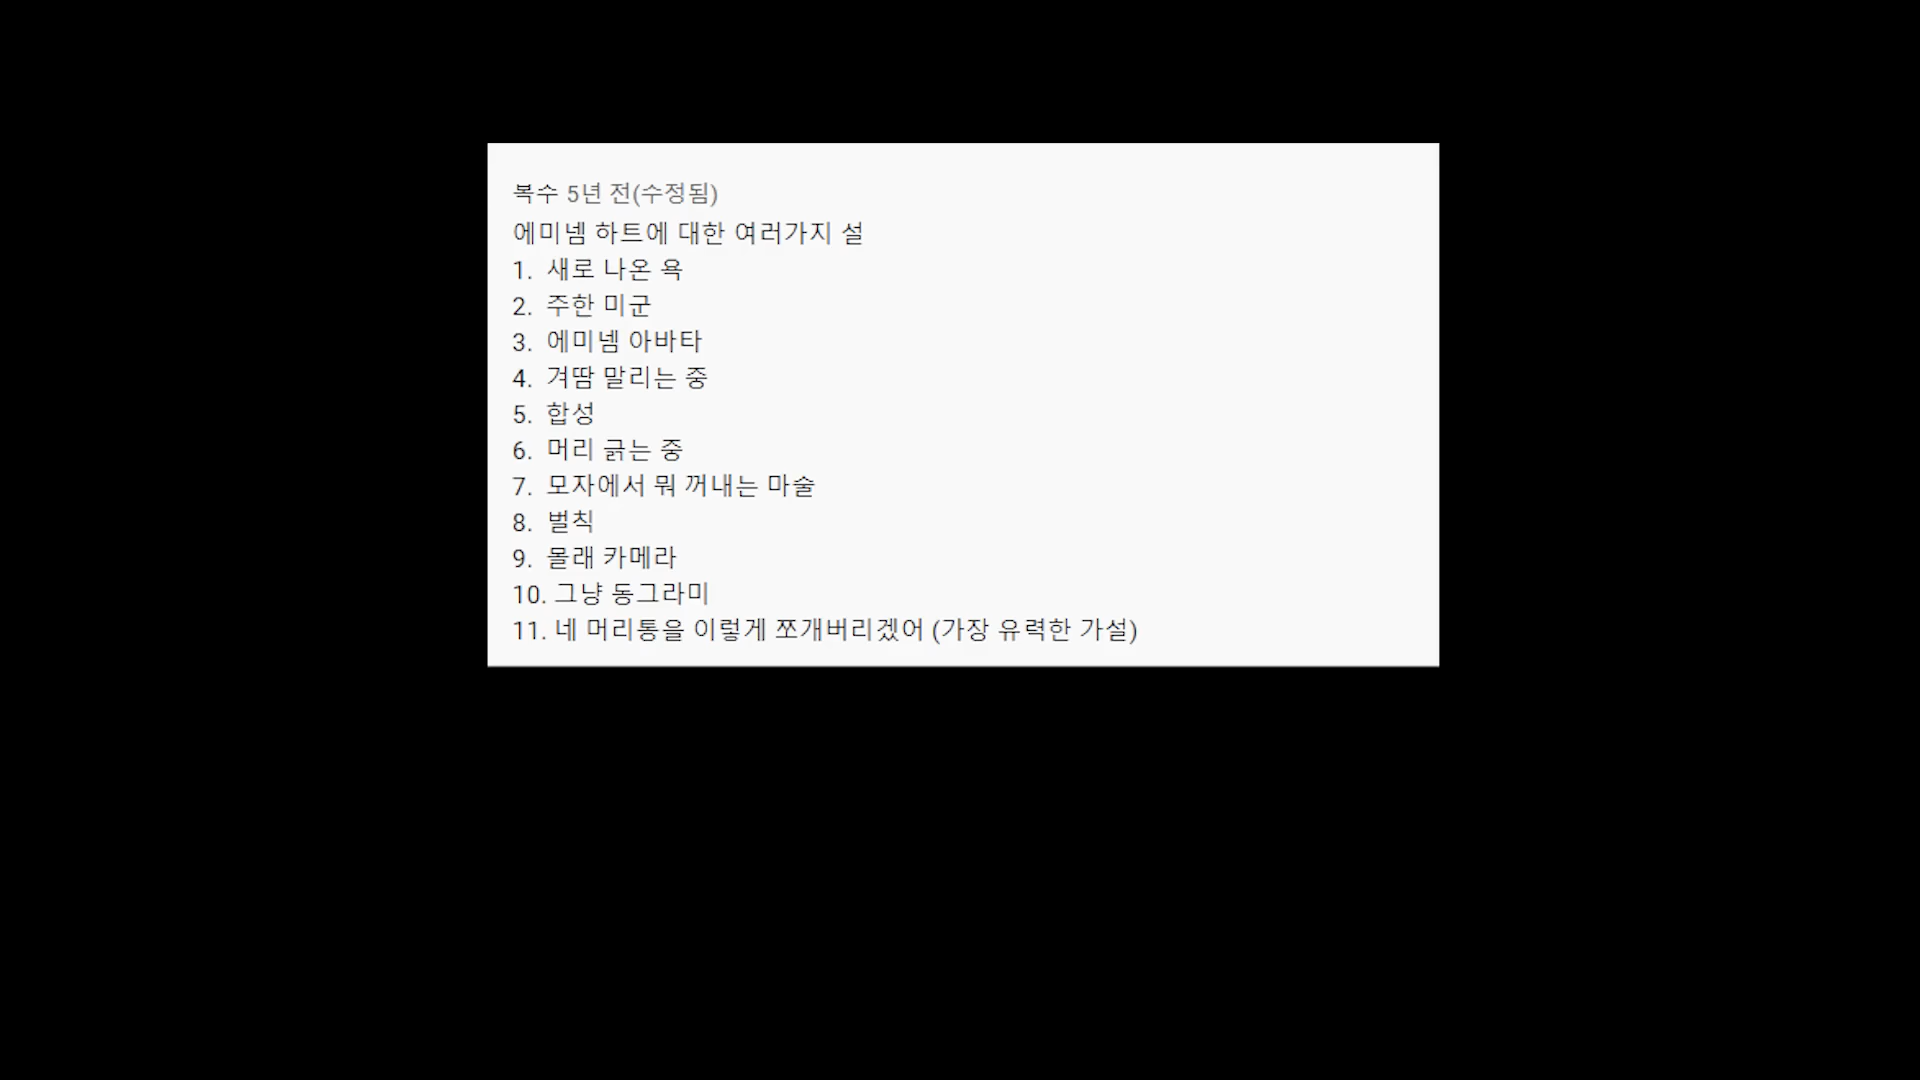 복수 5년 전(수정됨)
에미넴 하트에 대한 여러가지 설
1. 새로 나온 욕
2. 주한 미군
3. 에미넴 아바타
4. 겨땀 말리는 중
5. 합성
6. 머리 긁는 중
7. 모자에서 뭐 꺼내는 마술
8. 벌칙
9. 몰래 카메라
10. 그냥 동그라미
11. 네 머리통을 이렇게 쪼개버리겠어 (가장 유력한 가설)